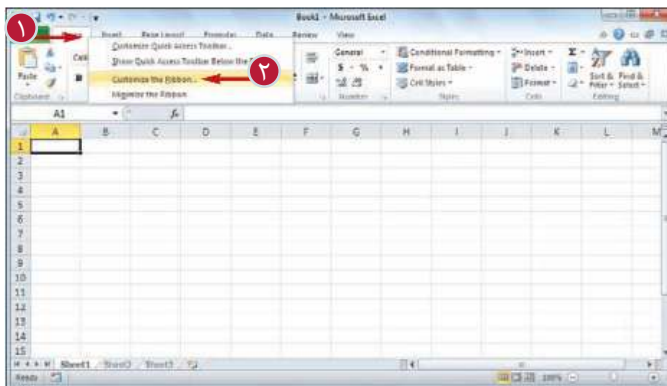 Book1 - Microsoft Excel
۱
Insert Page Layout Formulas Data Review View
Customize Quick Access Toolbar...
Show Quick Access Toolbar Below the
Customize the Ribbon...
۲
Minimize the Ribbon
Paste
Clipboard
General
$ - %
Number
Conditional Formatting
Format as Table
Cell Styles
Styles
Insert
Delete
Format
Cells
Σ
Sort & Filter
Find & Select
Editing
A1
fx
A B C D E F G H I J K L M
1
2
3
4
5
6
7
8
9
10
11
12
13
14
15
Sheet1 Sheet2 Sheet3
Ready 100%